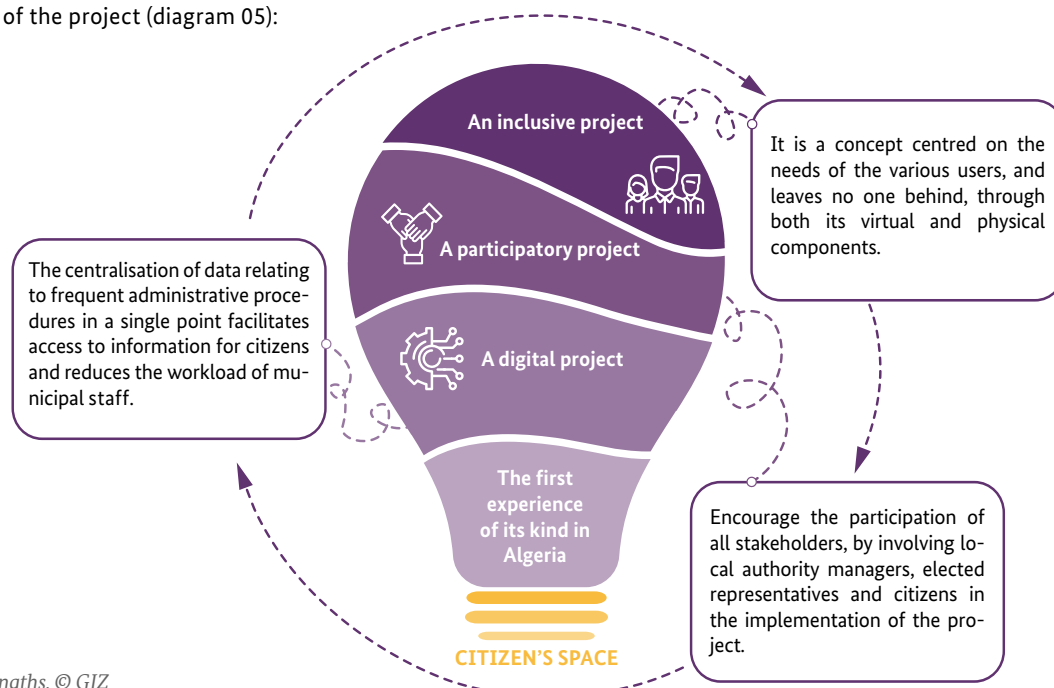 of the project (diagram 05):
An inclusive project
It is a concept centred on the
needs of the various users, and
leaves no one behind, through
both its virtual and physical
components.
A participatory project
The centralisation of data relating
to frequent administrative proce-
dures in a single point facilitates
access to information for citizens
and reduces the workload of mu-
nicipal staff.
A digital project
The first
experience
of its kind in
Algeria
Encourage the participation of
all stakeholders, by involving lo-
cal authority managers, elected
representatives and citizens in
the implementation of the pro-
ject.
CITIZEN'S SPACE
© GIZ